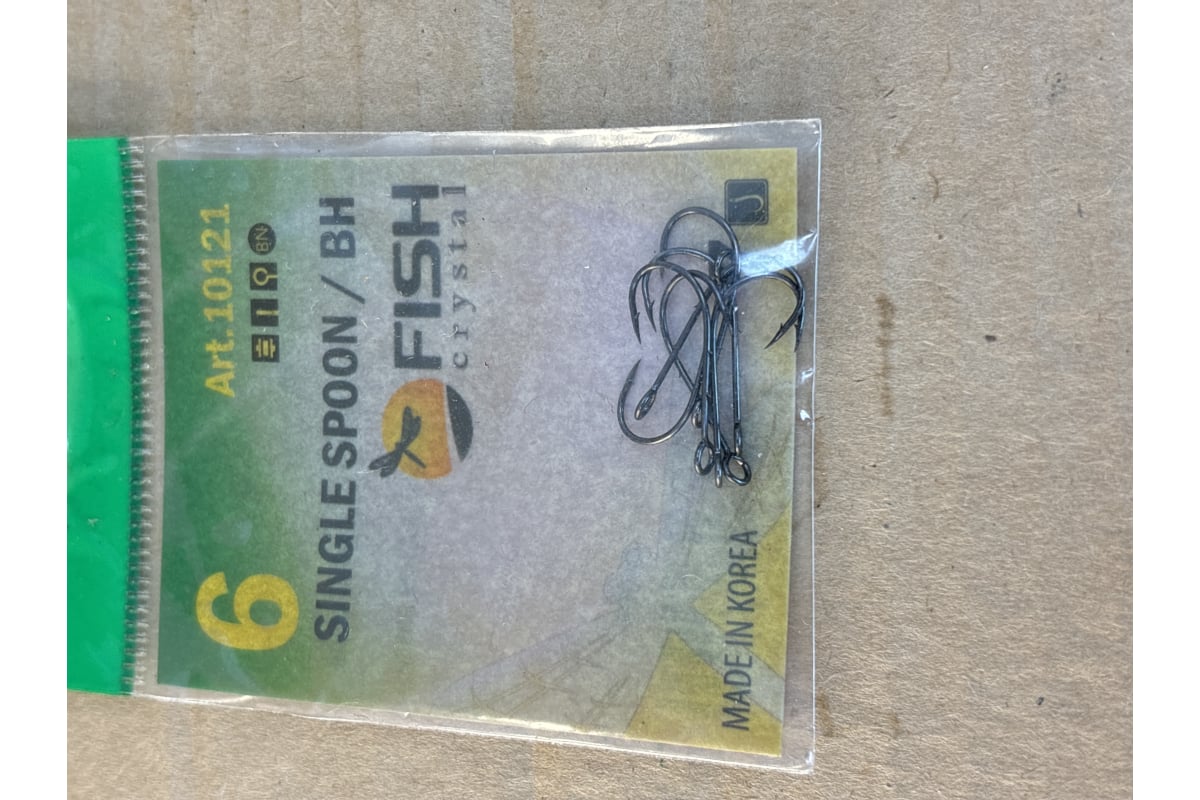 6 Art.10121
BN
SINGLE SPOON / BH
FISH
crystal
MADE IN KOREA